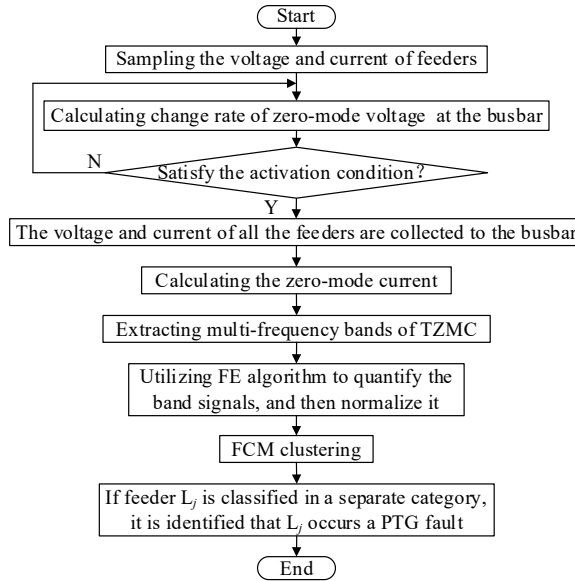 Start
Sampling the voltage and current of feeders
Calculating change rate of zero-mode voltage at the busbar
N
Satisfy the activation condition?
Y
The voltage and current of all the feeders are collected to the busbar
Calculating the zero-mode current
Extracting multi-frequency bands of TZMC
Utilizing FE algorithm to quantify the
band signals, and then normalize it
FCM clustering
If feeder Lj is classified in a separate category,
it is identified that Lj occurs a PTG fault
End